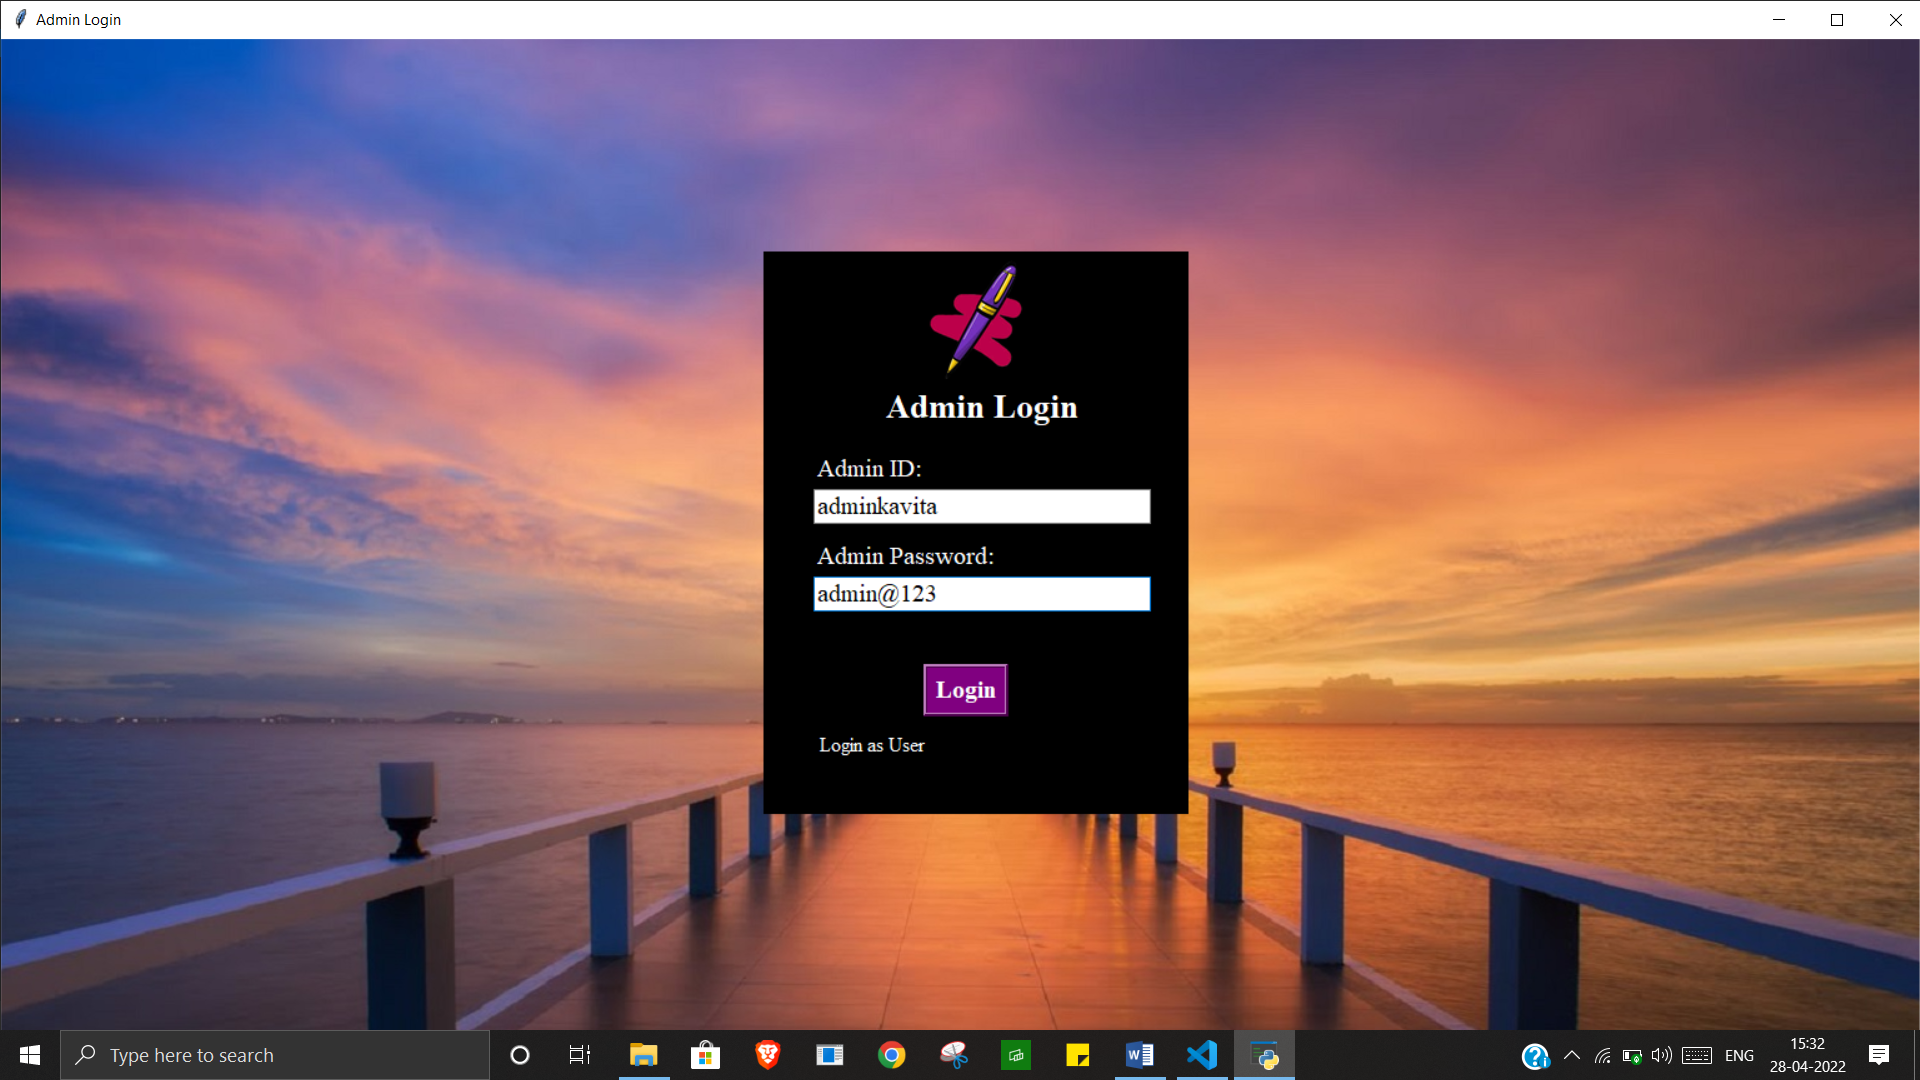 Admin Login
Admin Login
Admin ID:
adminkavita
Admin Password:
admin@123
Login
Login as User
Type here to search
ENG
15:32
28-04-2022